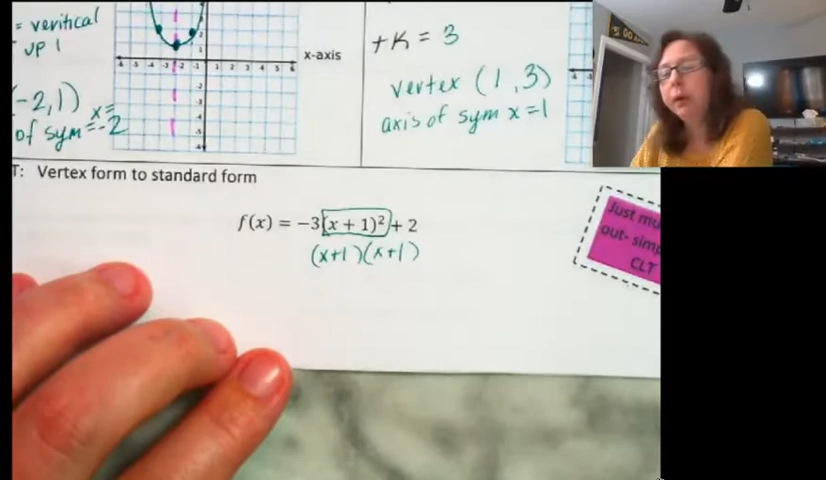 = veritical
up 1
(-2,1) x=
of sym = -2
x-axis
+K = 3
vertex (1,3)
axis of sym x=1
T: Vertex form to standard form
f(x) = −3(x + 1)² + 2
(x+1)(x+1)
Just
out- 
CLT
GO